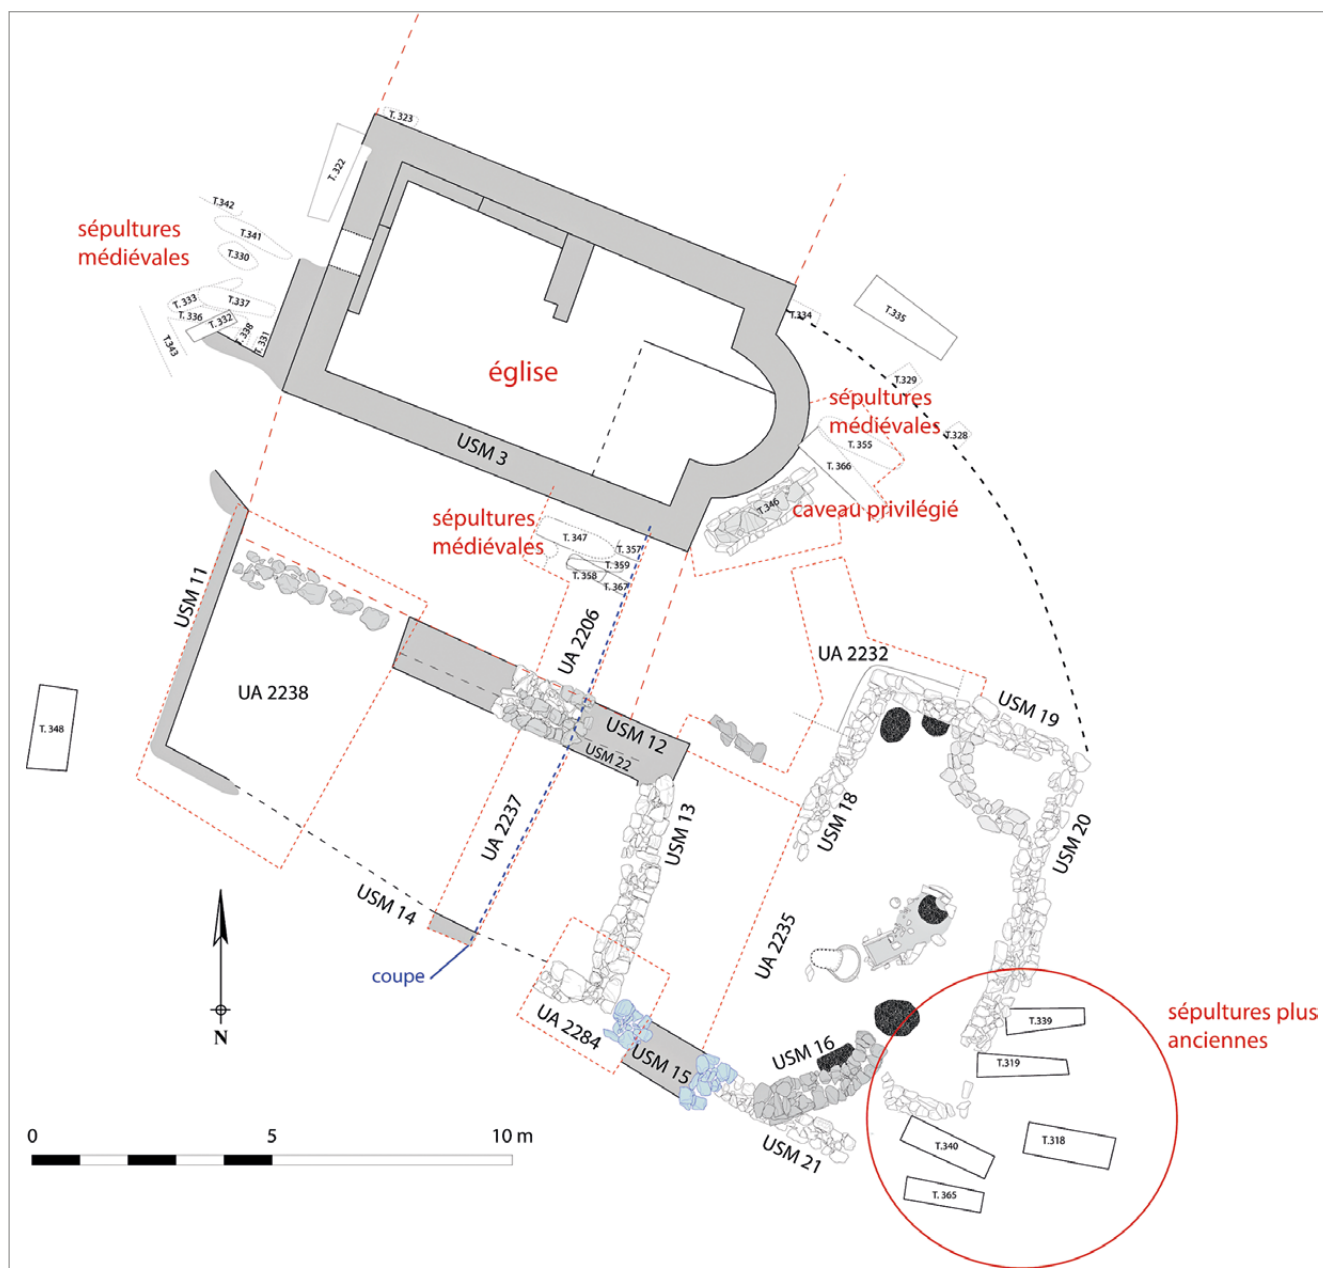 T. 323
T. 322
T.342
sépultures
médiévales
T.341
T.330
T.333
T.337
T.336
T.332
T.338
T.331
T.343
T.334
T.335
église
T.329
sépultures
médiévales
T.328
T.355
T.366
USM 3
T.346
caveau privilégié
sépultures
médiévales
T.347
T.357
T.359
T.358
T.367
USM 11
UA 2206
UA 2232
UA 2238
USM 19
T. 348
USM 12
USM 22
USM 13
USM 18
USM 20
UA 2237
USM 14
UA 2235
coupe
N
UA 2284
USM 15
USM 16
sépultures plus
anciennes
T.339
T.319
T.318
T.340
T. 365
USM 21
0 5 10 m